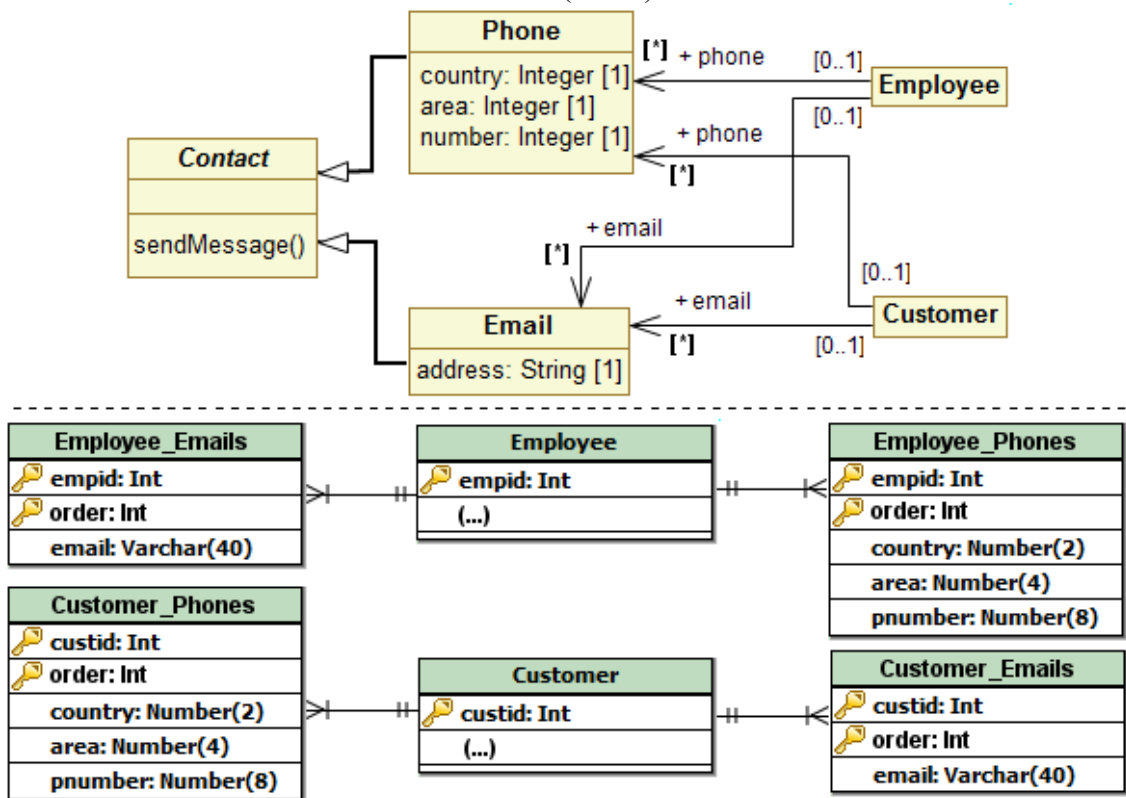 Phone
country: Integer [1]
area: Integer [1]
number: Integer [1]
[*]
+ phone
[0..1]
Employee
[0..1]
+ phone
[*]
Contact
sendMessage()
+ email
[*]
[0..1]
Email
address: String [1]
+ email
[*]
Customer
[0..1]
Employee_Emails
empid: Int
order: Int
email: Varchar(40)
Employee
empid: Int
(...)
Employee_Phones
empid: Int
order: Int
country: Number(2)
area: Number(4)
pnumber: Number(8)
Customer_Phones
custid: Int
order: Int
country: Number(2)
area: Number(4)
pnumber: Number(8)
Customer
custid: Int
(...)
Customer_Emails
custid: Int
order: Int
email: Varchar(40)